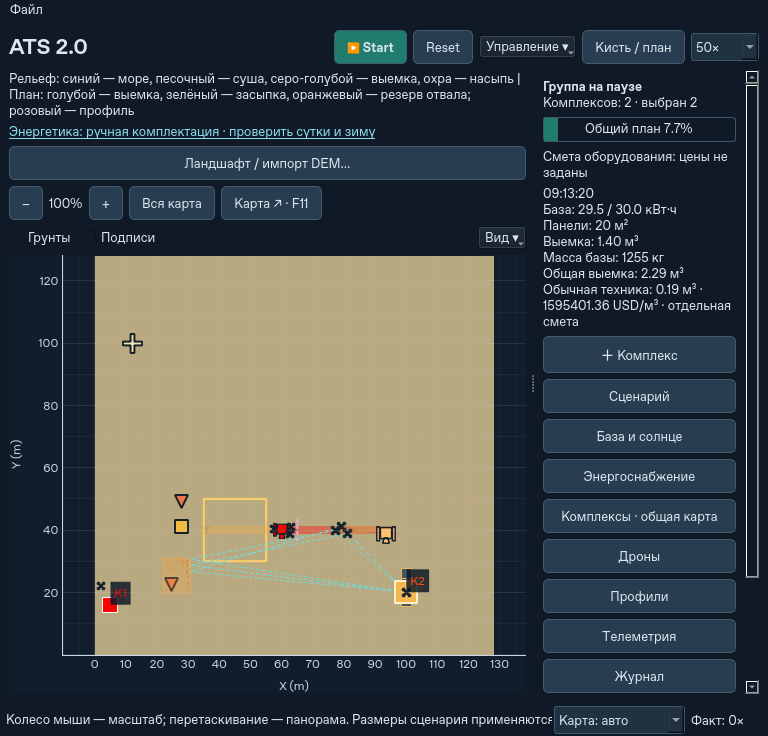 Файл
ATS 2.0
▶ Start
Reset
Управление ▾
Кисть / план
50×
Рельеф: синий — море, песочный — суша, серо-голубой — выемка, охра — насыпь |
План: голубой — выемка, зелёный — засыпка, оранжевый — резерв отвала;
розовый — профиль
Энергетика: ручная комплектация · проверить сутки и зиму
Ландшафт / импорт DEM...
−
100%
+
Вся карта
Карта ↗ · F11
Грунты
Подписи
Вид ▾
120
100
80
60
40
20
Y (m)
K1
K2
0 10 20 30 40 50 60 70 80 90 100 110 120 130
X (m)
Группа на паузе
Комплексов: 2 · выбран 2
Общий план 7.7%
Смета оборудования: цены не
заданы
09:13:20
База: 29.5 / 30.0 кВт·ч
Панели: 20 м²
Выемка: 1.40 м³
Масса базы: 1255 кг
Общая выемка: 2.29 м³
Обычная техника: 0.19 м³ ·
1595401.36 USD/м³ · отдельная
смета
+ Комплекс
Сценарий
База и солнце
Энергоснабжение
Комплексы · общая карта
Дроны
Профили
Телеметрия
Журнал
Колесо мыши — масштаб; перетаскивание — панорама. Размеры сценария применяются
Карта: авто
Факт: 0×